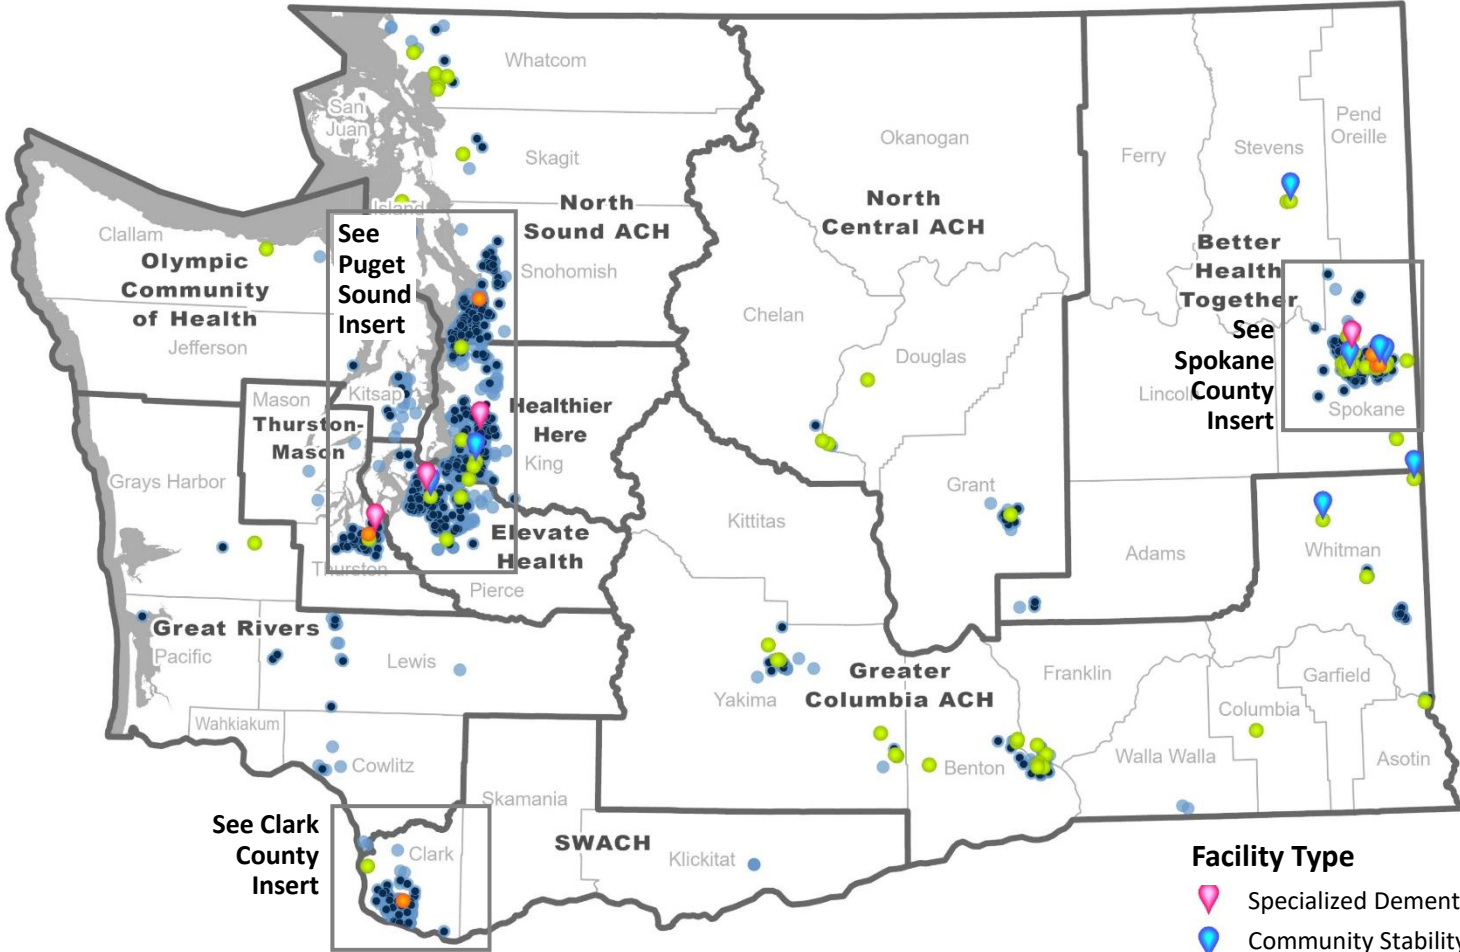 Whatcom
San
Juan
Skagit
Island
North
Sound ACH
See
Puget
Sound
Insert
Snohomish
Clallam
Olympic
Community
of Health
Jefferson
Okanogan
North
Central ACH
Chelan
Douglas
Ferry
Stevens
Pend
Oreille
Better
Health
Together
See
Spokane
County
Insert
Lincoln
Spokane
Mason
Kitsap
Thurston-
Mason
Healthier
Here
King
Grays Harbor
Elevate
Health
Thurston
Pierce
Kittitas
Grant
Adams
Whitman
Great Rivers
Pacific
Lewis
Wahkiakum
Cowlitz
Yakima
Greater
Columbia ACH
Benton
Franklin
Walla Walla
Columbia
Garfield
Asotin
Skamania
SWACH
Klickitat
See Clark
County
Insert
Clark
Facility Type
Specialized Dement
Community Stability